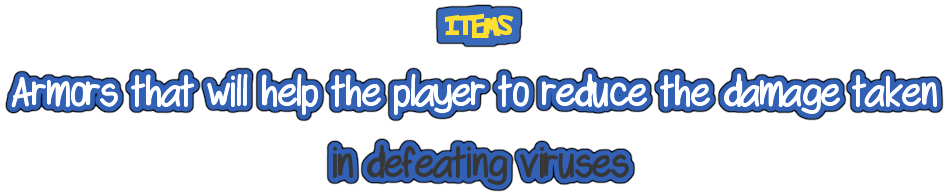 ITEMS
Armors that will help the player to reduce the damage taken
in defeating viruses